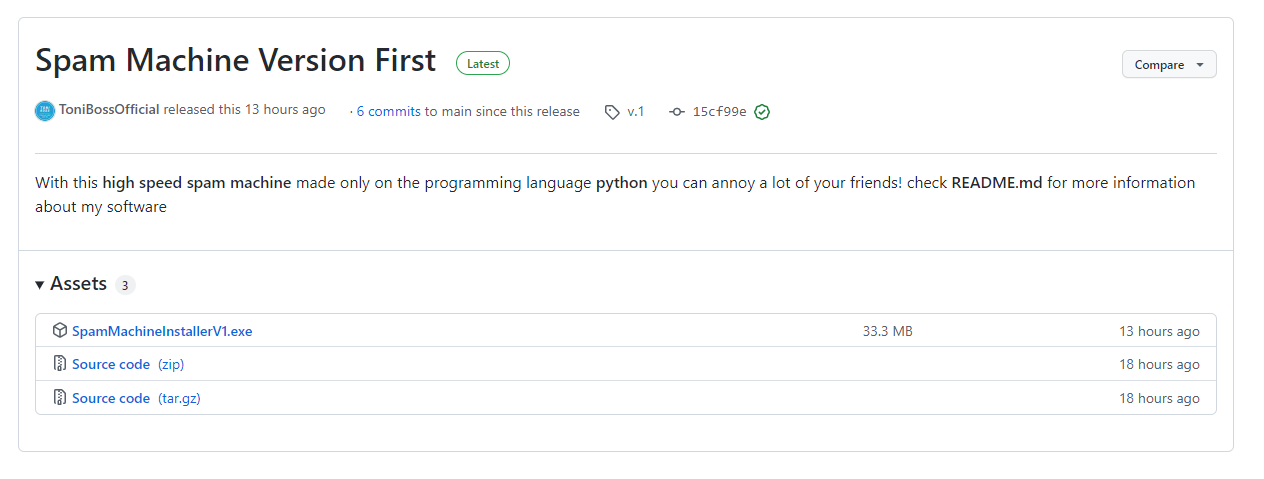 Spam Machine Version First Latest
Compare
ToniBossOfficial released this 13 hours ago · 6 commits to main since this release v.1 15cf99e
With this high speed spam machine made only on the programming language python you can annoy a lot of your friends! check README.md for more information
about my software
Assets 3
SpamMachineInstallerV1.exe 33.3 MB 13 hours ago
Source code (zip) 18 hours ago
Source code (tar.gz) 18 hours ago